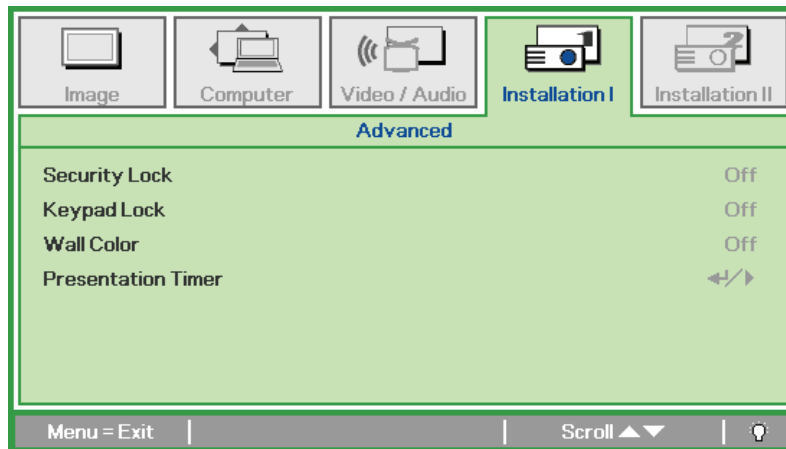 Image Computer Video / Audio Installation I Installation II
Advanced
Security Lock Off
Keypad Lock Off
Wall Color Off
Presentation Timer
Menu = Exit Scroll